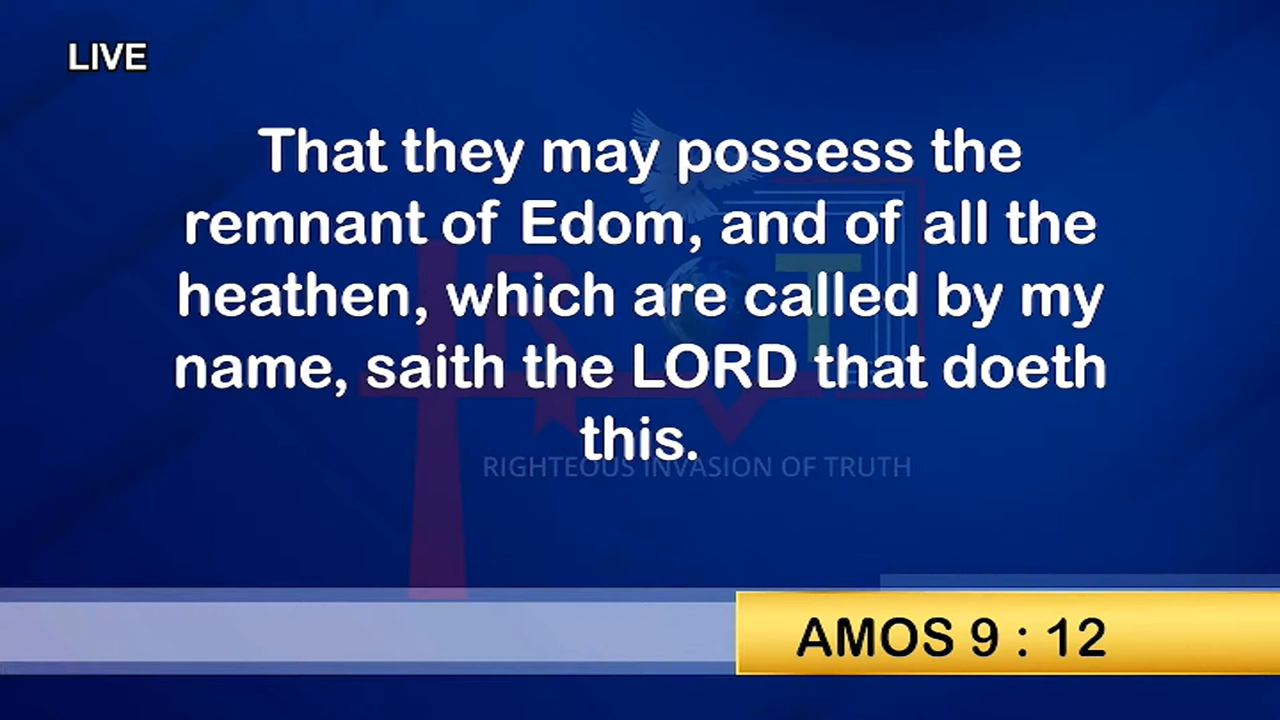 LIVE
That they may possess the
remnant of Edom, and of all the
heathen, which are called by my
name, saith the LORD that doeth
this.
R T
RIGHTEOUS INVASION OF TRUTH
AMOS 9 : 12